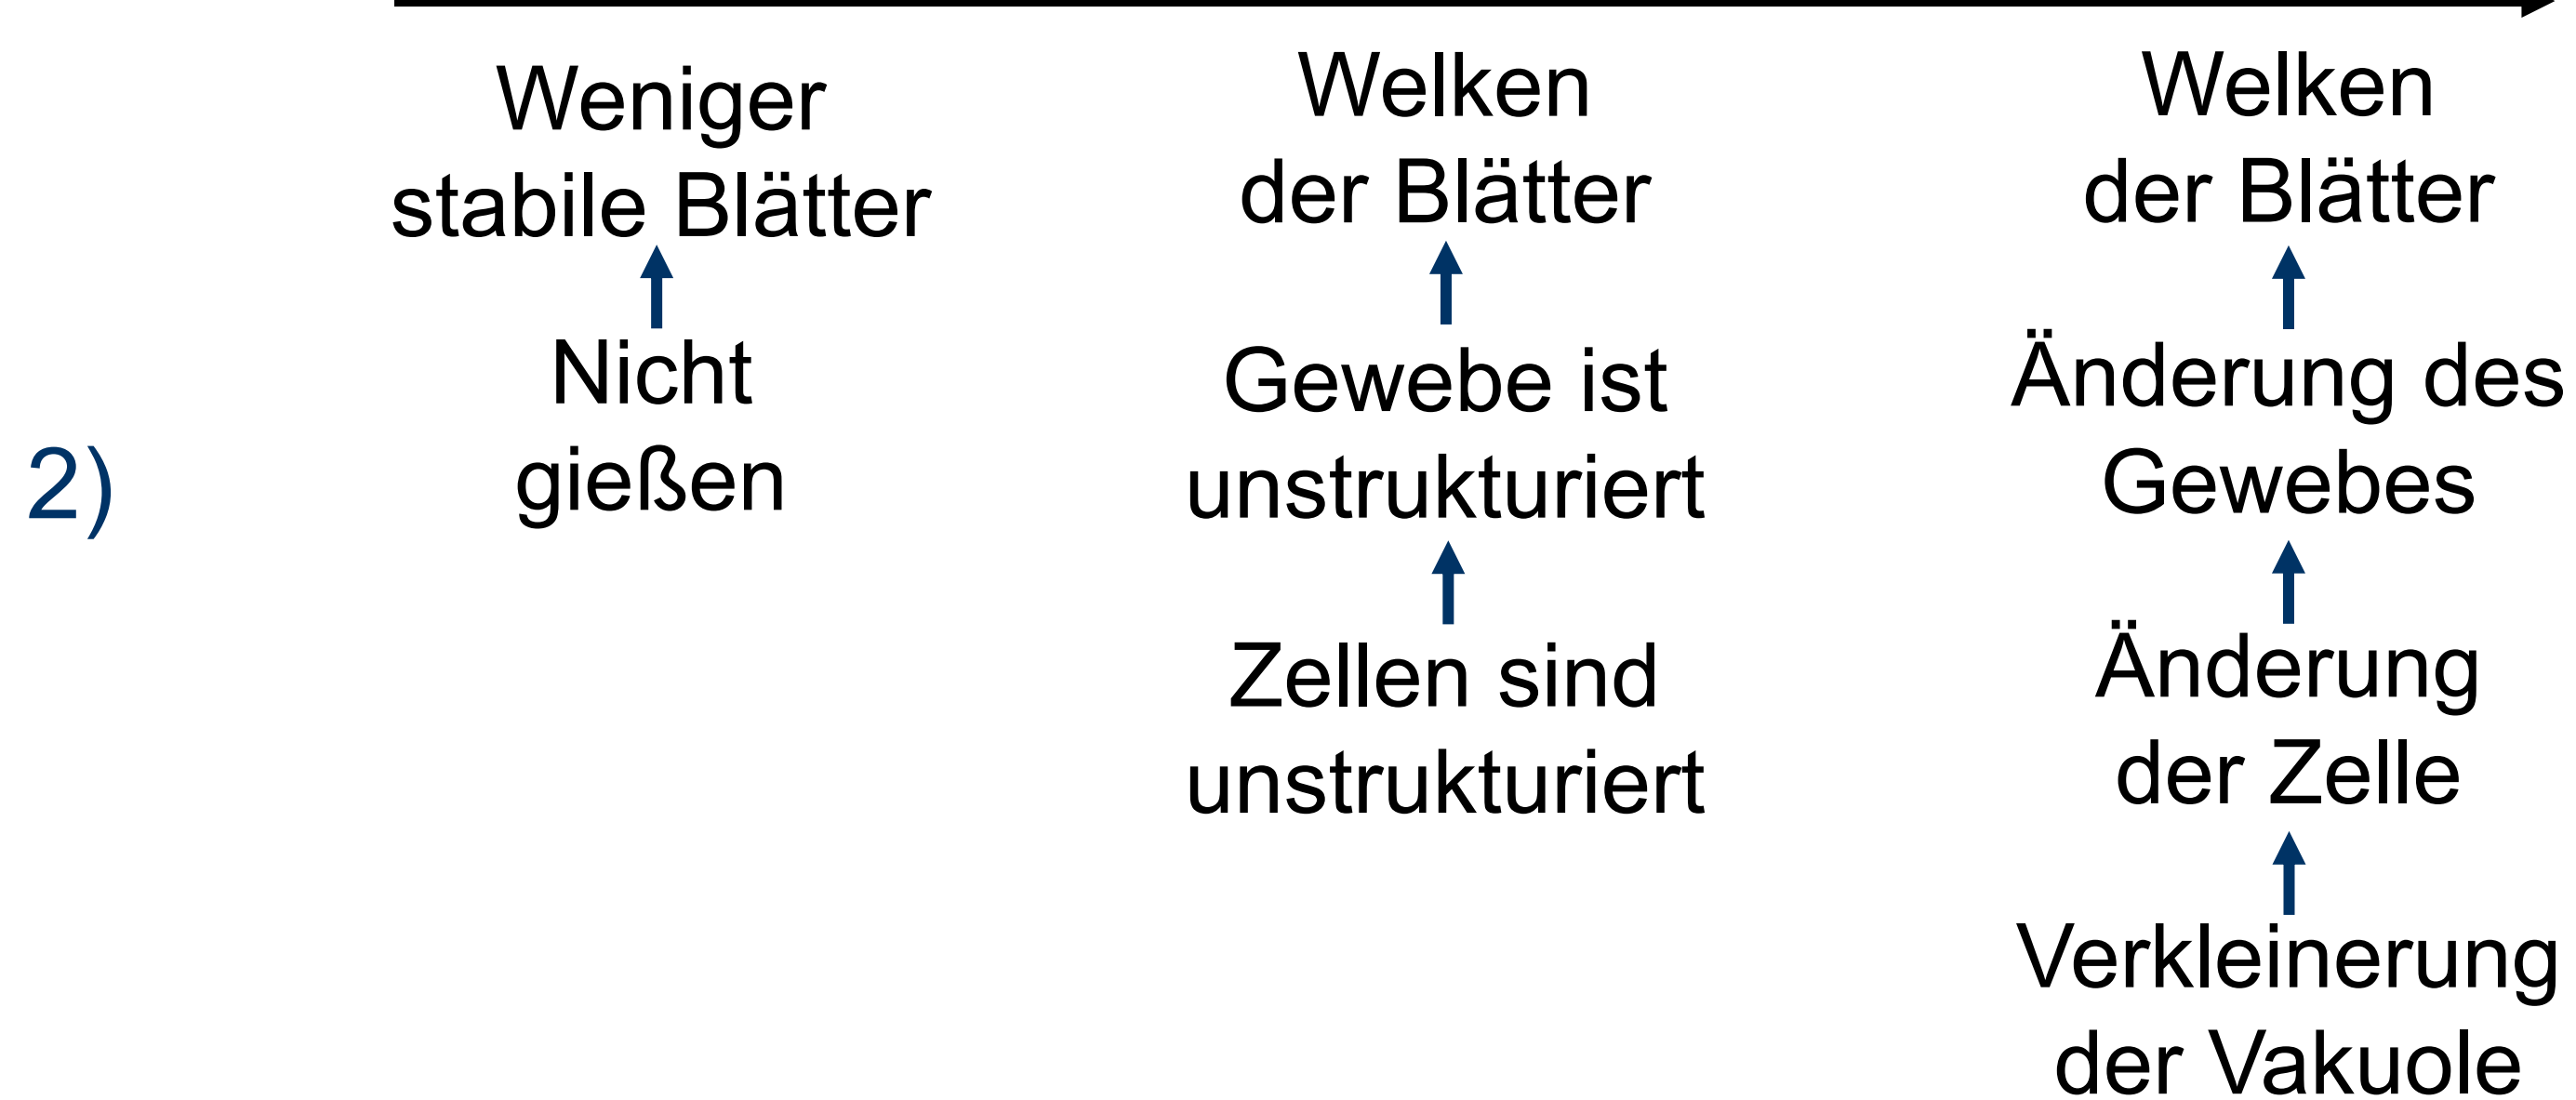 2)
Weniger
stabile Blätter
Nicht
gießen
Welken
der Blätter
Gewebe ist
unstrukturiert
Zellen sind
unstrukturiert
Welken
der Blätter
Änderung des
Gewebes
Änderung
der Zelle
Verkleinerung
der Vakuole